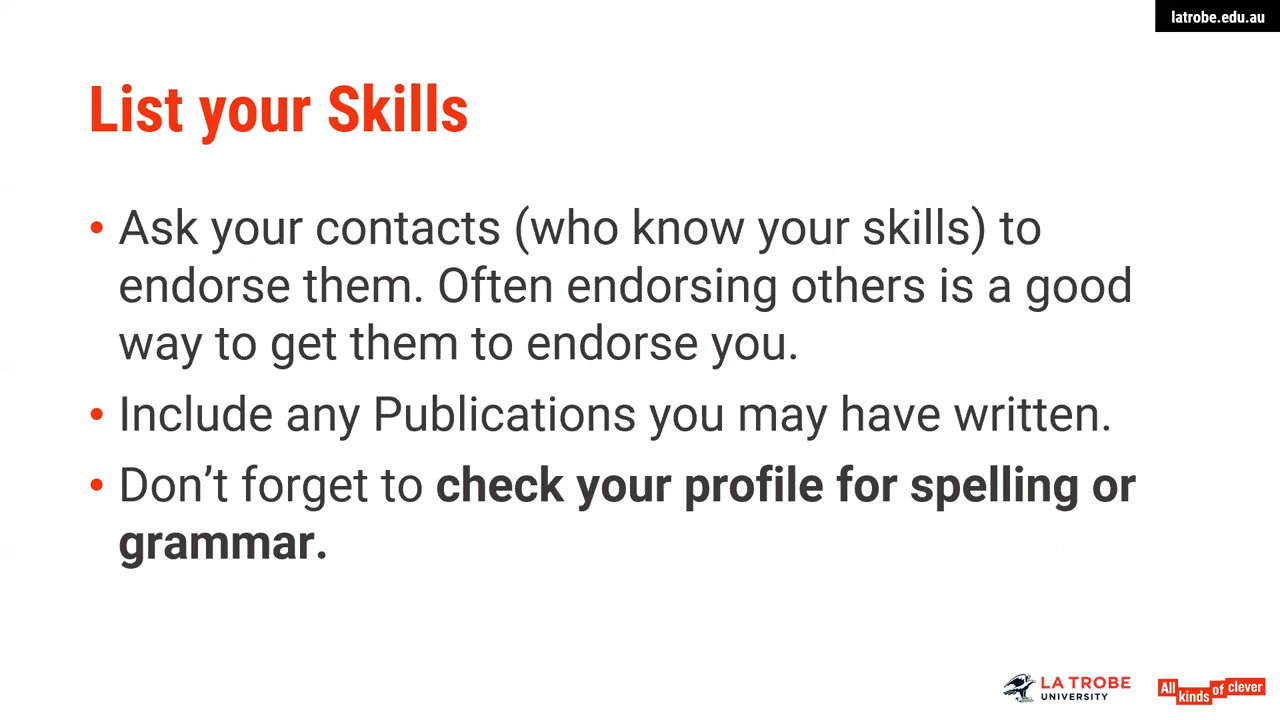 latrobe.edu.au
List your Skills
• Ask your contacts (who know your skills) to
endorse them. Often endorsing others is a good
way to get them to endorse you.
• Include any Publications you may have written.
• Don’t forget to check your profile for spelling or
grammar.
LA TROBE
UNIVERSITY
All kinds of clever